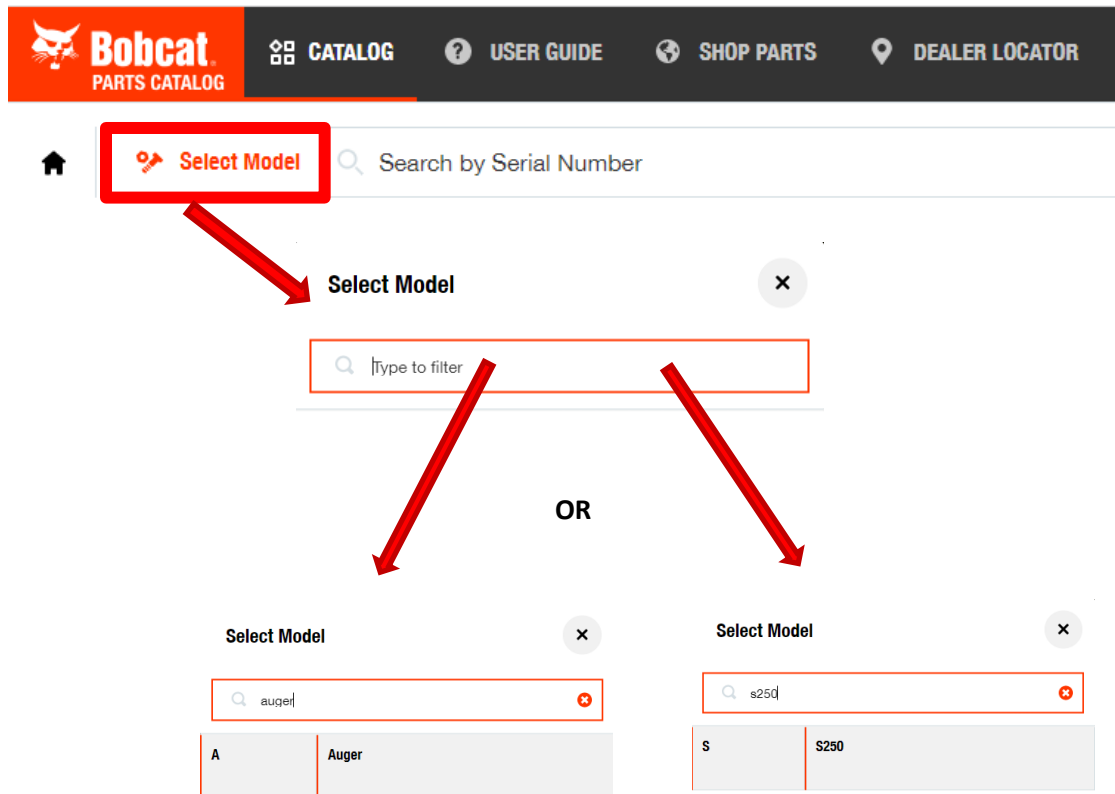 Bobcat.
PARTS CATALOG
CATALOG
? USER GUIDE
SHOP PARTS
DEALER LOCATOR
Select Model
Search by Serial Number
Select Model
Type to filter
OR
Select Model
auger
A Auger
Select Model
s250
S S250